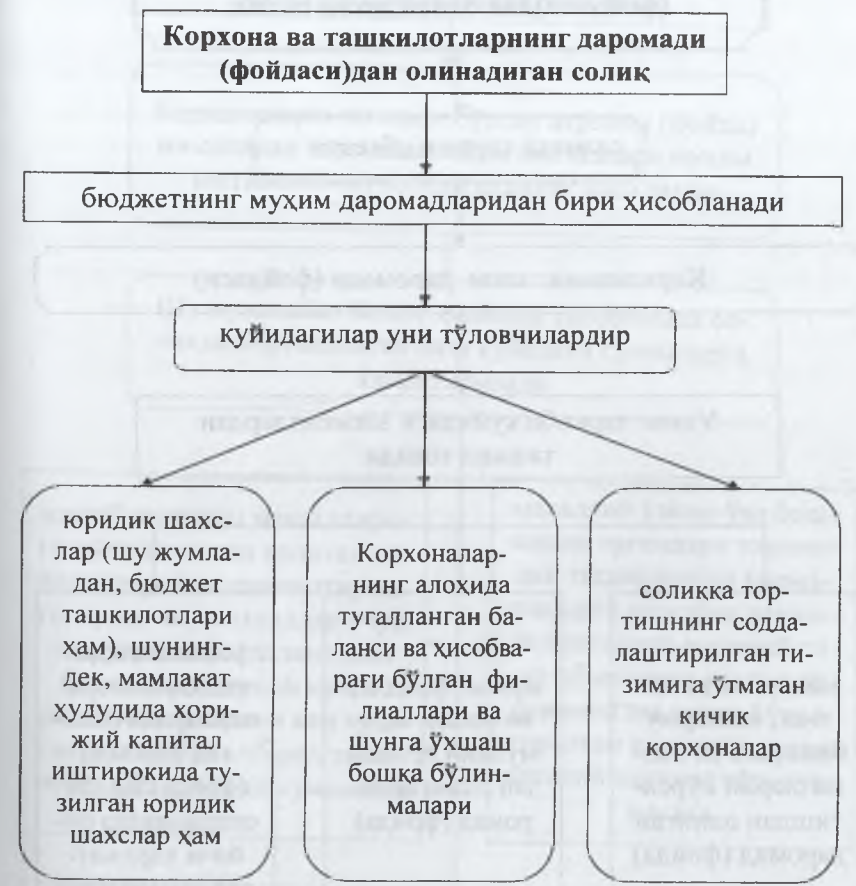 Корхона ва ташкилотларнинг даромади
(фойдаси)дан олинадиган солиқ
бюджетнинг муҳим даромадларидан бири ҳисобланади
қуйидагилар уни тўловчилардир
юридик шахс-
лар (шу жумла-
дан, бюджет
ташкилотлари
ҳам), шунинг-
дек, мамлакат
ҳудудида хори-
жий капитал
иштирокида ту-
зилган юридик
шахслар ҳам
Корхоналар-
нинг алоҳида
тугалланган ба-
ланси ва ҳисобва-
рағи бўлган фи-
лиаллари ва
шунга ўхшаш
бошқа бўлин-
малари
солиққа тор-
тишнинг содда-
лаштирилган ти-
зимига ўтмаган
кичик
корхоналар